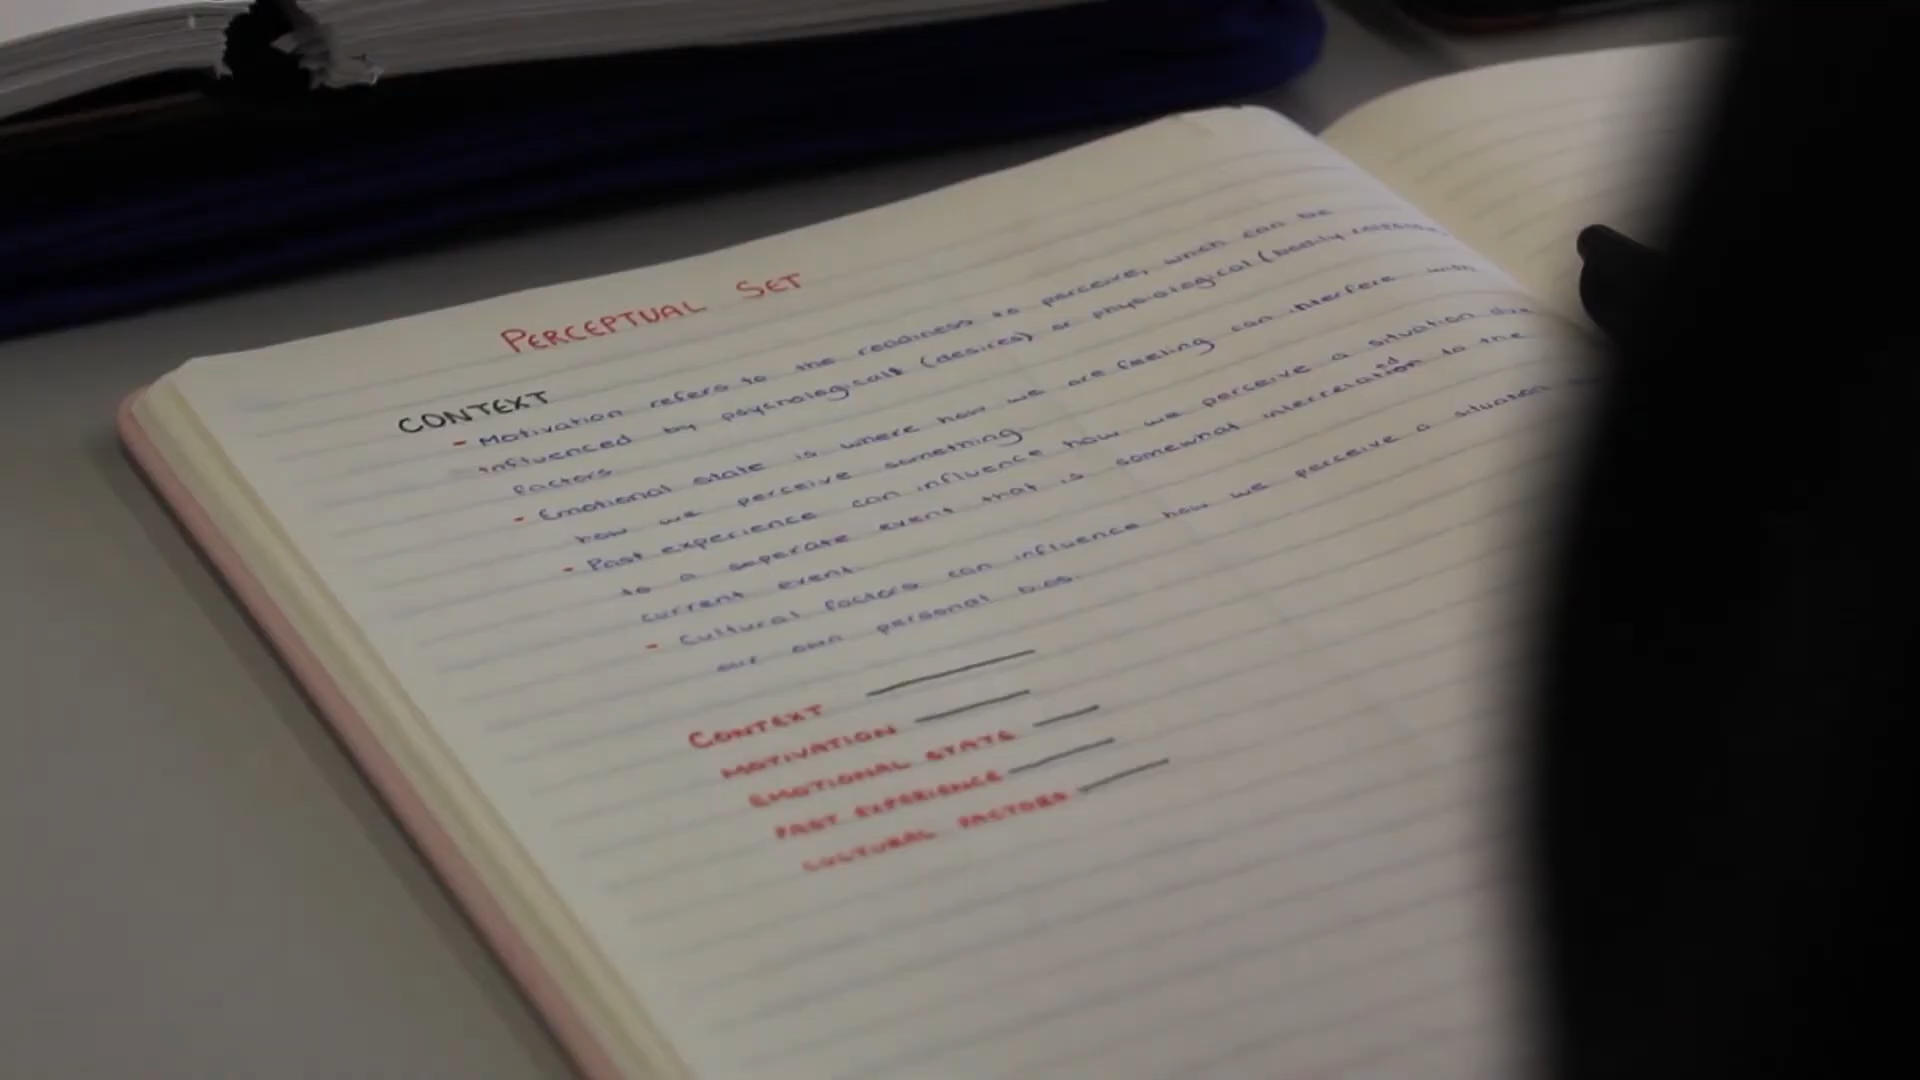 PERCEPTUAL SET
CONTEXT
- Motivation refers to the readiness to perceive, which can be
influenced by psychological (desires) or physiological (bodily
factors
- Emotional state is where how we are feeling can interfere with
how we perceive something
- Past experience can influence how we perceive a situation due
to a seperate event that is somewhat interrelated to the
current event.
- Cultural factors can influence how we perceive a situation
our own personal bias.
CONTEXT
MOTIVATION
EMOTIONAL STATE
PAST EXPERIENCE
CULTURAL FACTORS